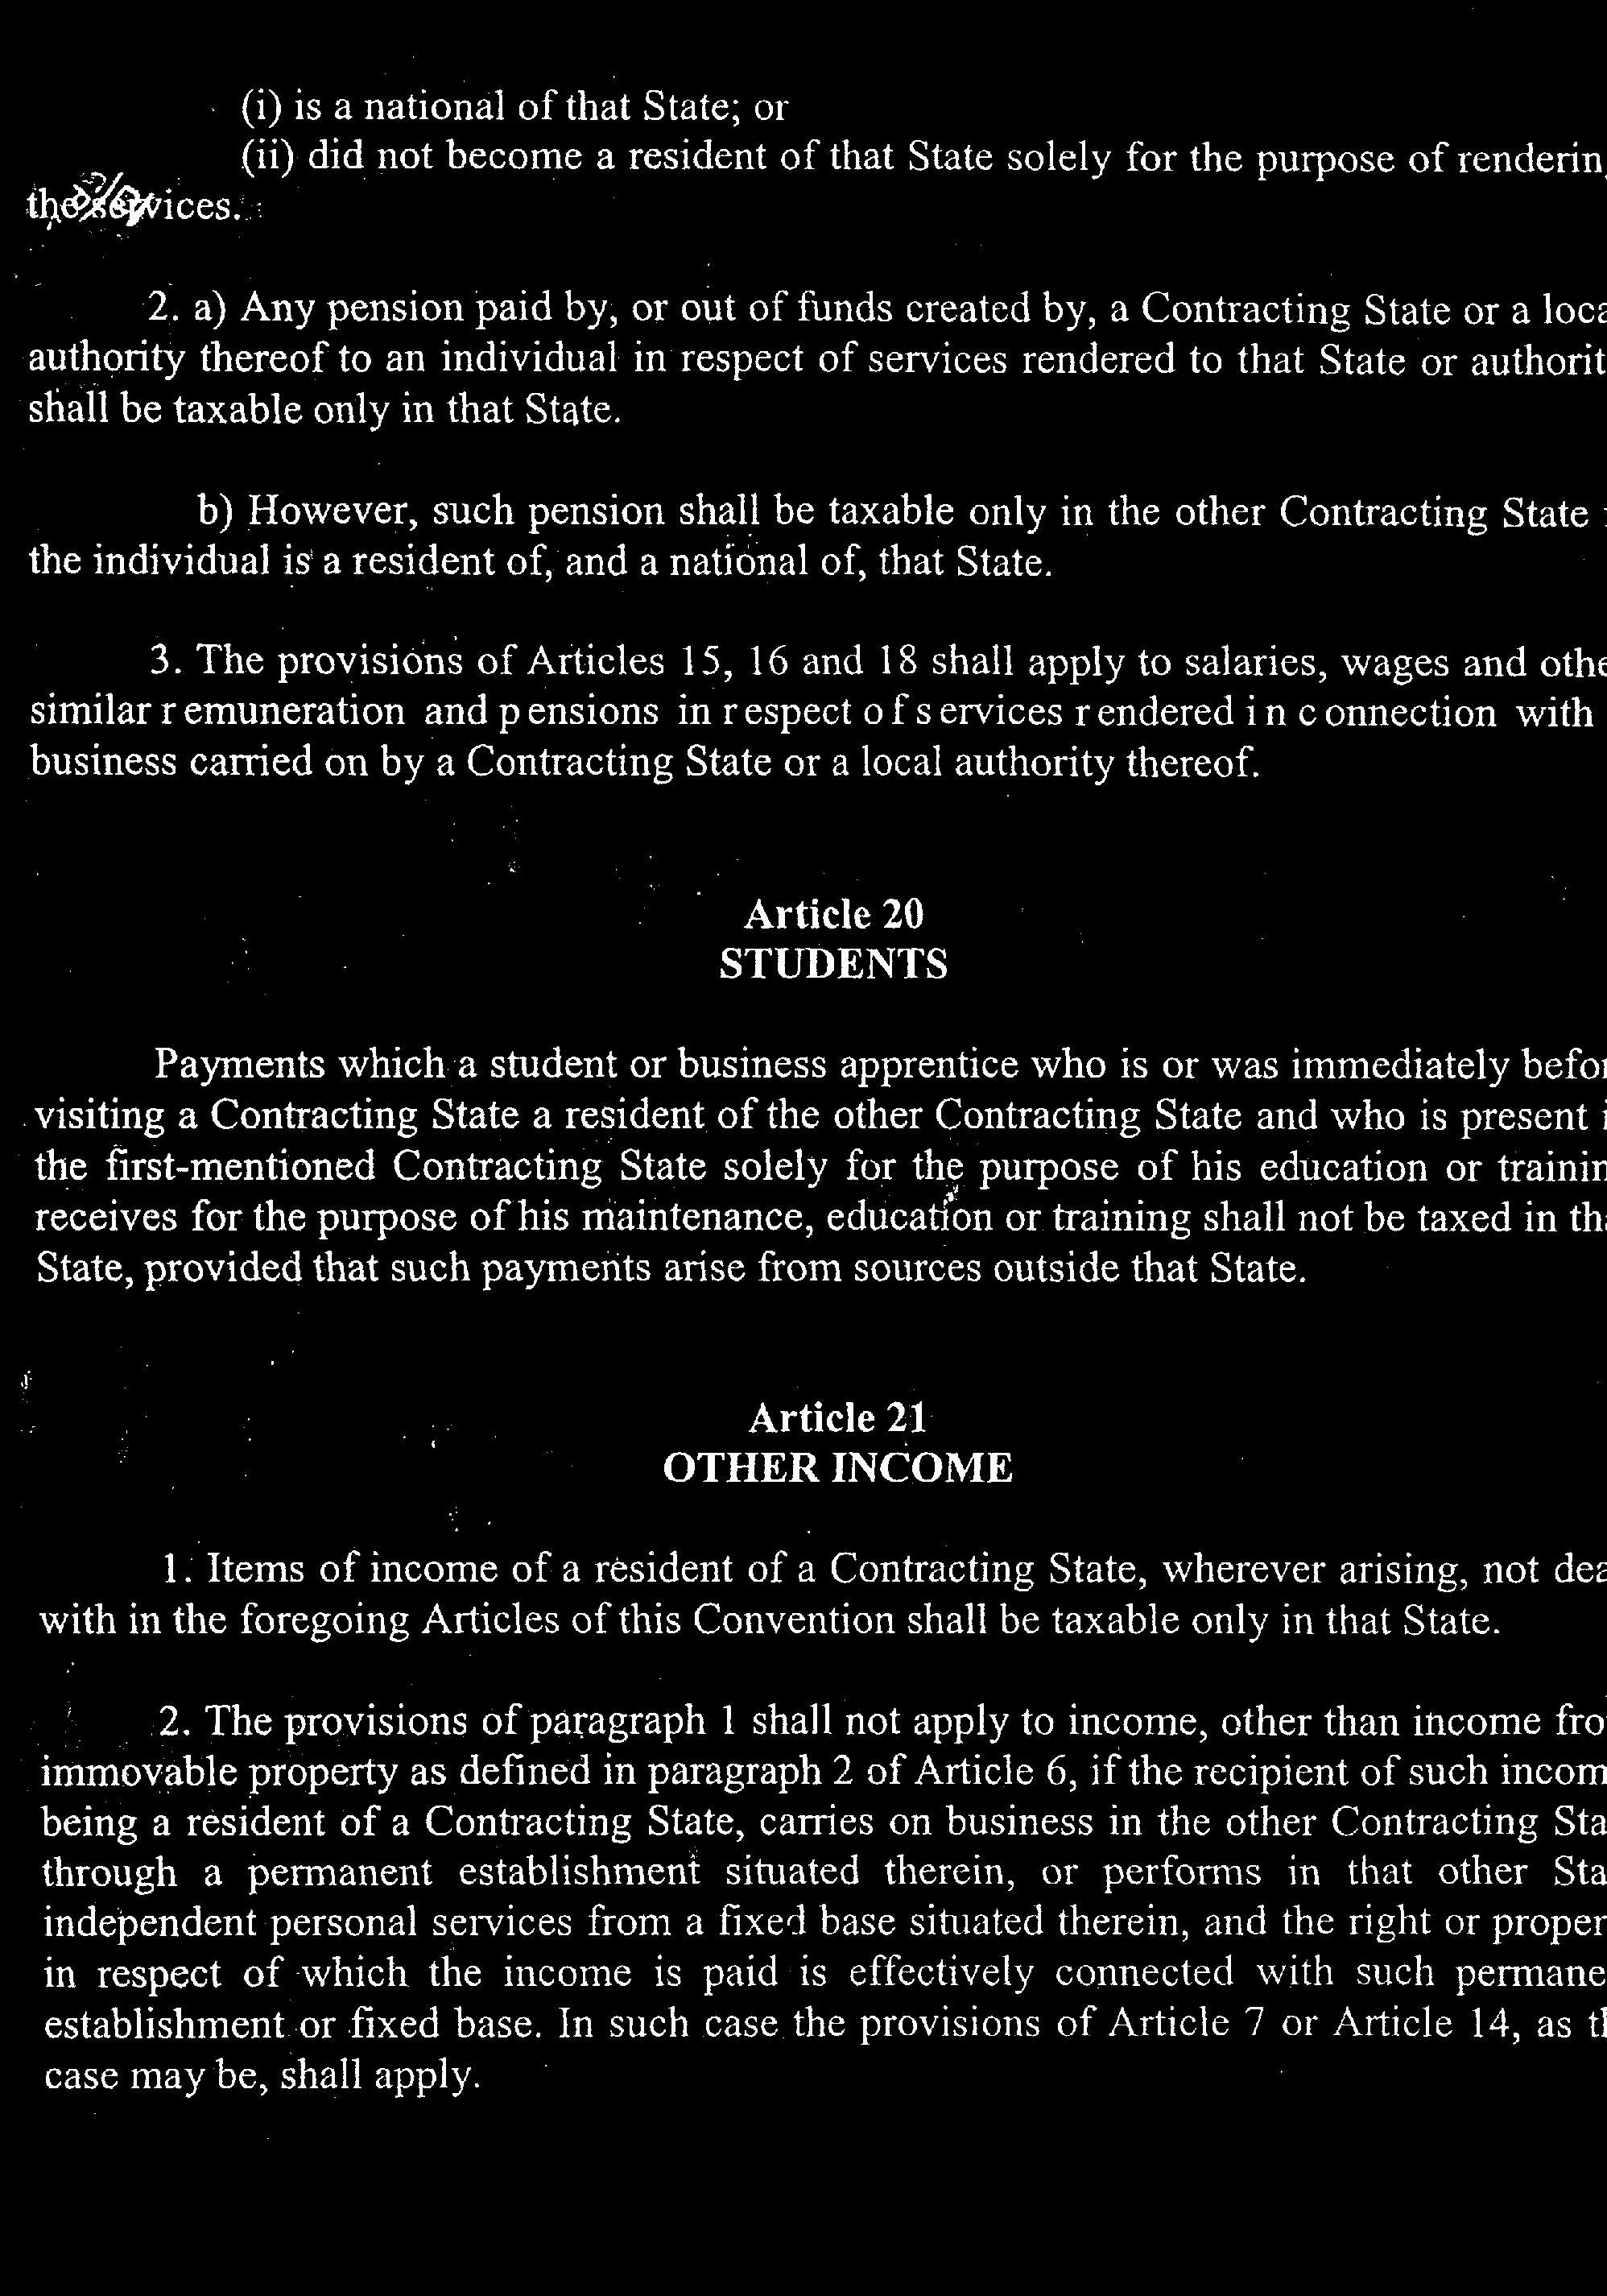 (i) is a national of that State; or
(ii) did not become a resident of that State solely for the purpose of renderin
services.
2. a) Any pension paid by, or out of funds created by, a Contracting State or a loca
authority thereof to an individual in respect of services rendered to that State or authorit
shall be taxable only in that State.
b) However, such pension shall be taxable only in the other Contracting State
the individual is a resident of, and a national of, that State.
3. The provisions of Articles 15, 16 and 18 shall apply to salaries, wages and othe
similar r emuneration and p ensions in r espect o f s ervices r endered i n c onnection with
business carried on by a Contracting State or a local authority thereof.
Article 20
STUDENTS
Payments which a student or business apprentice who is or was immediately befor
visiting a Contracting State a resident of the other Contracting State and who is present i
the first-mentioned Contracting State solely for the purpose of his education or trainin
receives for the purpose of his maintenance, education or training shall not be taxed in tha
State, provided that such payments arise from sources outside that State.
Article 21
OTHER INCOME
1. Items of income of a resident of a Contracting State, wherever arising, not dea
with in the foregoing Articles of this Convention shall be taxable only in that State.
2. The provisions of paragraph 1 shall not apply to income, other than income fro
immovable property as defined in paragraph 2 of Article 6, if the recipient of such incom
being a resident of a Contracting State, carries on business in the other Contracting Sta
through a permanent establishment situated therein, or performs in that other Sta
independent personal services from a fixed base situated therein, and the right or proper
in respect of which the income is paid is effectively connected with such permane
establishment or fixed base. In such case the provisions of Article 7 or Article 14, as th
case may be, shall apply.